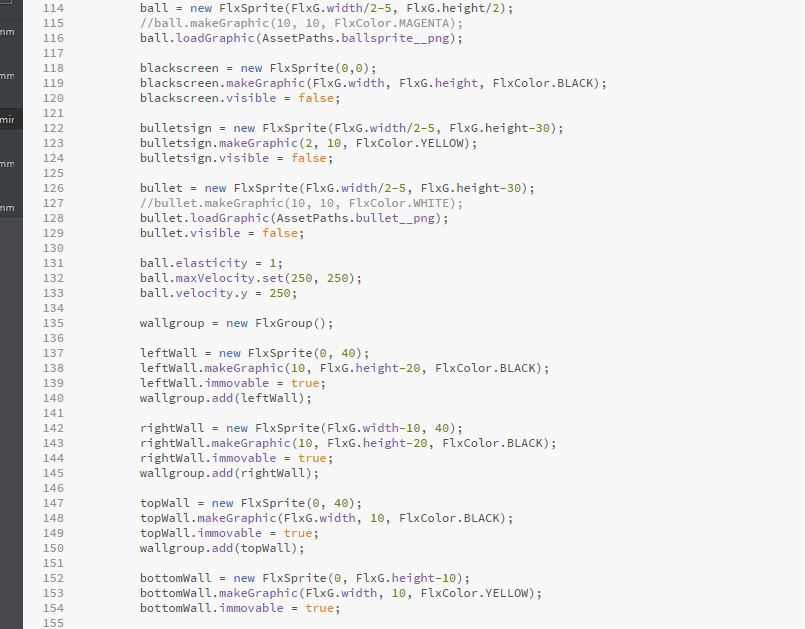 114 ball = new FlxSprite(FlxG.width/2-5, FlxG.height/2);
115 //ball.makeGraphic(10, 10, FlxColor.MAGENTA);
116 ball.loadGraphic(AssetPaths.ballsprite__png);
117
118 blackscreen = new FlxSprite(0,0);
119 blackscreen.makeGraphic(FlxG.width, FlxG.height, FlxColor.BLACK);
120 blackscreen.visible = false;
121
122 bulletsign = new FlxSprite(FlxG.width/2-5, FlxG.height-30);
123 bulletsign.makeGraphic(2, 10, FlxColor.YELLOW);
124 bulletsign.visible = false;
125
126 bullet = new FlxSprite(FlxG.width/2-5, FlxG.height-30);
127 //bullet.makeGraphic(10, 10, FlxColor.WHITE);
128 bullet.loadGraphic(AssetPaths.bullet__png);
129 bullet.visible = false;
130
131 ball.elasticity = 1;
132 ball.maxVelocity.set(250, 250);
133 ball.velocity.y = 250;
134
135 wallgroup = new FlxGroup();
136
137 leftWall = new FlxSprite(0, 40);
138 leftWall.makeGraphic(10, FlxG.height-20, FlxColor.BLACK);
139 leftWall.immovable = true;
140 wallgroup.add(leftWall);
141
142 rightWall = new FlxSprite(FlxG.width-10, 40);
143 rightWall.makeGraphic(10, FlxG.height-20, FlxColor.BLACK);
144 rightWall.immovable = true;
145 wallgroup.add(rightWall);
146
147 topWall = new FlxSprite(0, 40);
148 topWall.makeGraphic(FlxG.width, 10, FlxColor.BLACK);
149 topWall.immovable = true;
150 wallgroup.add(topWall);
151
152 bottomWall = new FlxSprite(0, FlxG.height-10);
153 bottomWall.makeGraphic(FlxG.width, 10, FlxColor.YELLOW);
154 bottomWall.immovable = true;
155